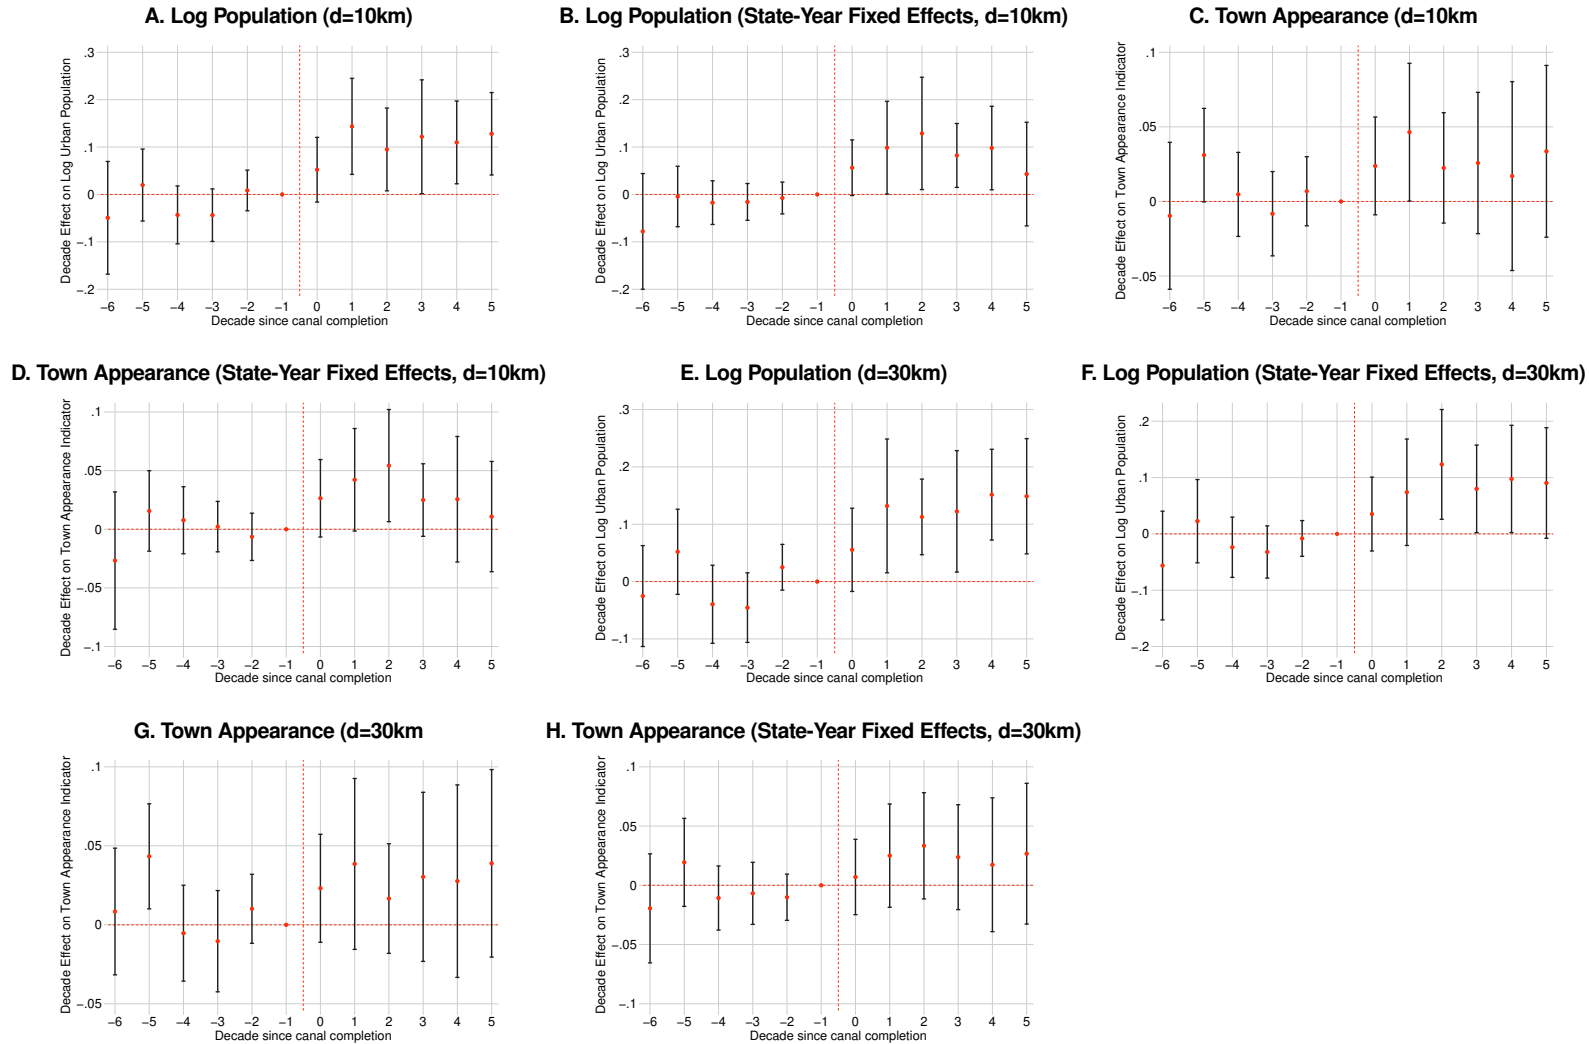 A. Log Population (d=10km)
Decade Effect on Log Urban Population
.3
.2
.1
0
−.1
−.2
−6 −5 −4 −3 −2 −1 0 1 2 3 4 5
Decade since canal completion
B. Log Population (State-Year Fixed Effects, d=10km)
Decade Effect on Log Urban Population
.3
.2
.1
0
−.1
−.2
−6 −5 −4 −3 −2 −1 0 1 2 3 4 5
Decade since canal completion
C. Town Appearance (d=10km
Decade Effect on Town Appearance Indicator
.1
.05
0
−.05
−6 −5 −4 −3 −2 −1 0 1 2 3 4 5
Decade since canal completion
D. Town Appearance (State-Year Fixed Effects, d=10km)
Decade Effect on Town Appearance Indicator
.1
.05
0
−.05
−.1
−6 −5 −4 −3 −2 −1 0 1 2 3 4 5
Decade since canal completion
E. Log Population (d=30km)
Decade Effect on Log Urban Population
.3
.2
.1
0
−.1
−6 −5 −4 −3 −2 −1 0 1 2 3 4 5
Decade since canal completion
F. Log Population (State-Year Fixed Effects, d=30km)
Decade Effect on Log Urban Population
.2
.1
0
−.1
−.2
−6 −5 −4 −3 −2 −1 0 1 2 3 4 5
Decade since canal completion
G. Town Appearance (d=30km
Decade Effect on Town Appearance Indicator
.1
.05
0
−.05
−6 −5 −4 −3 −2 −1 0 1 2 3 4 5
Decade since canal completion
H. Town Appearance (State-Year Fixed Effects, d=30km)
Decade Effect on Town Appearance Indicator
.1
.05
0
−.05
−.1
−6 −5 −4 −3 −2 −1 0 1 2 3 4 5
Decade since canal completion